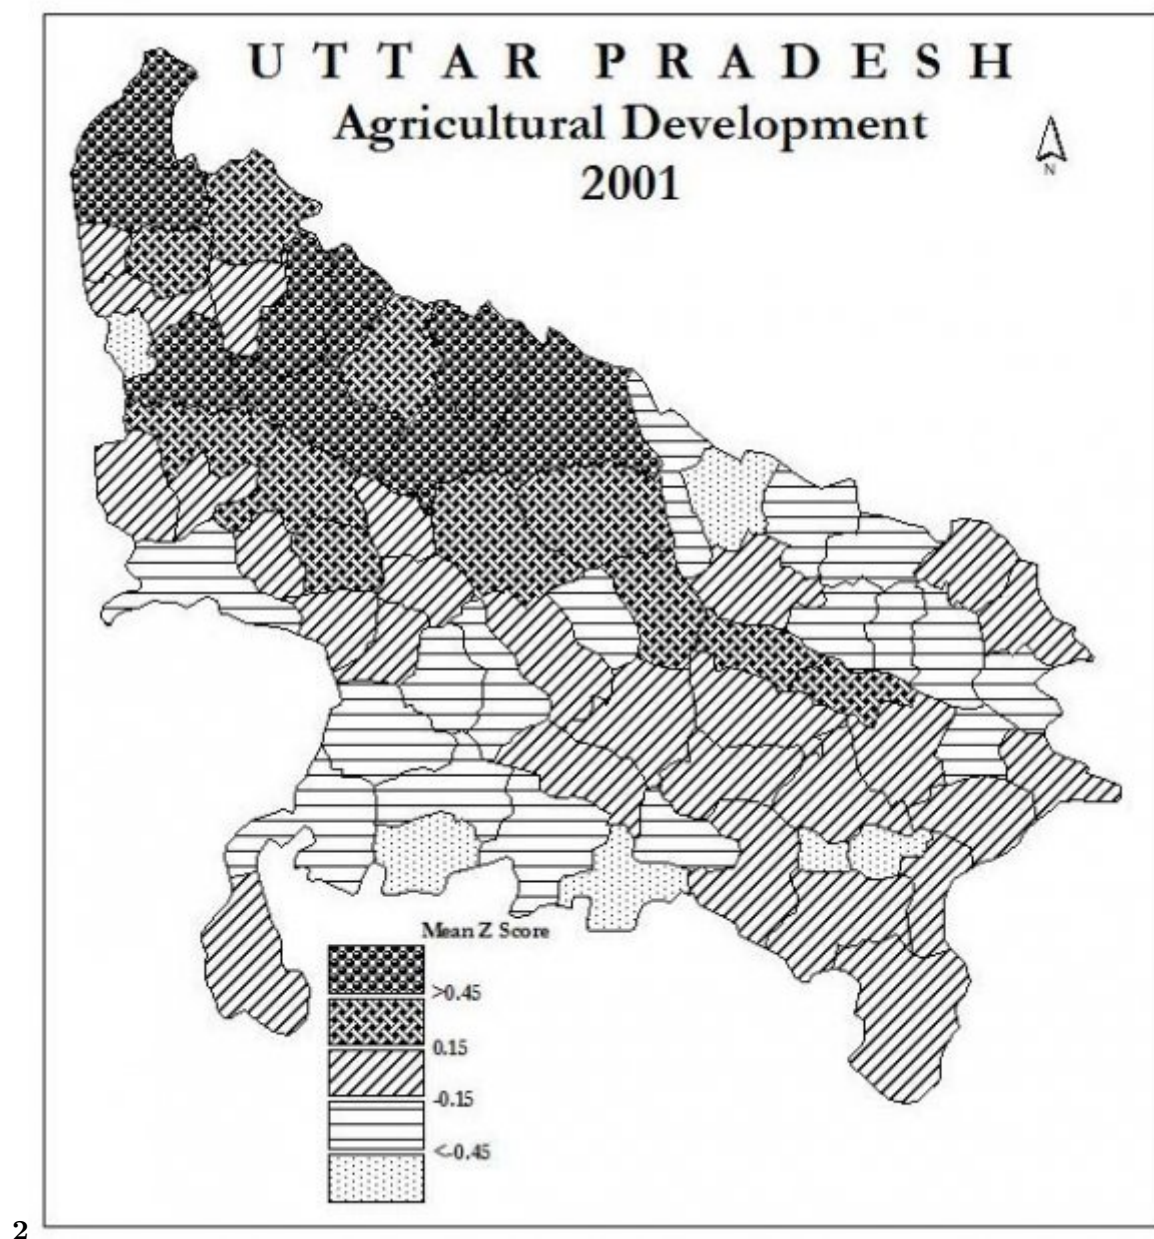 U T T A R P R A D E S H
Agricultural Development
2001
N
Mean Z Score
>0.45
0.15
-0.15
<-0.45
2